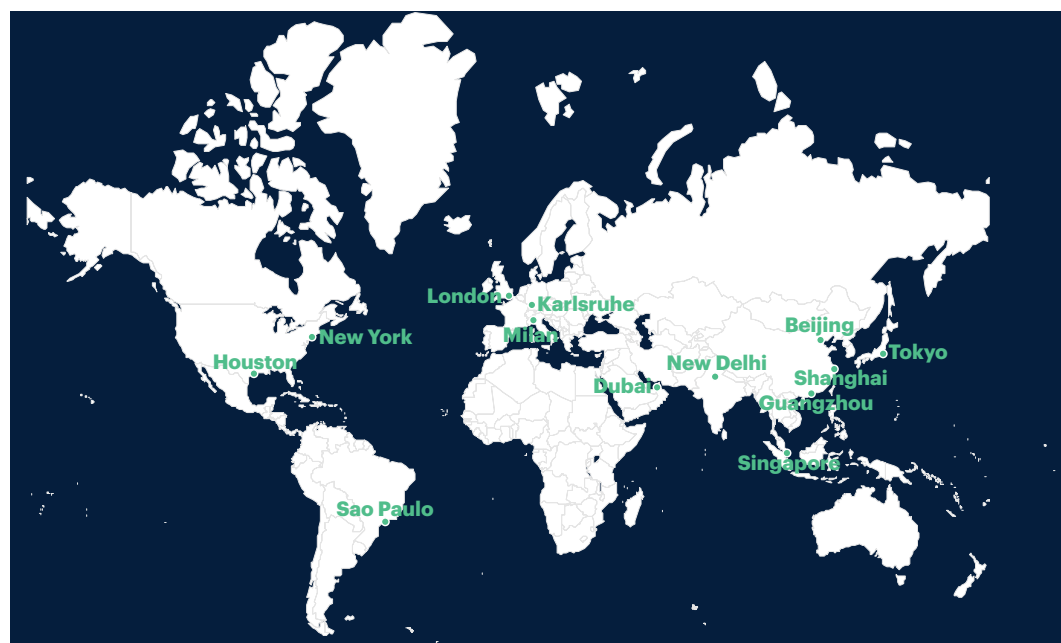 London
Karlsruhe
Milan
Beijing
New York
Tokyo
Houston
New Delhi
Shanghai
Dubai
Guangzhou
Singapore
Sao Paulo